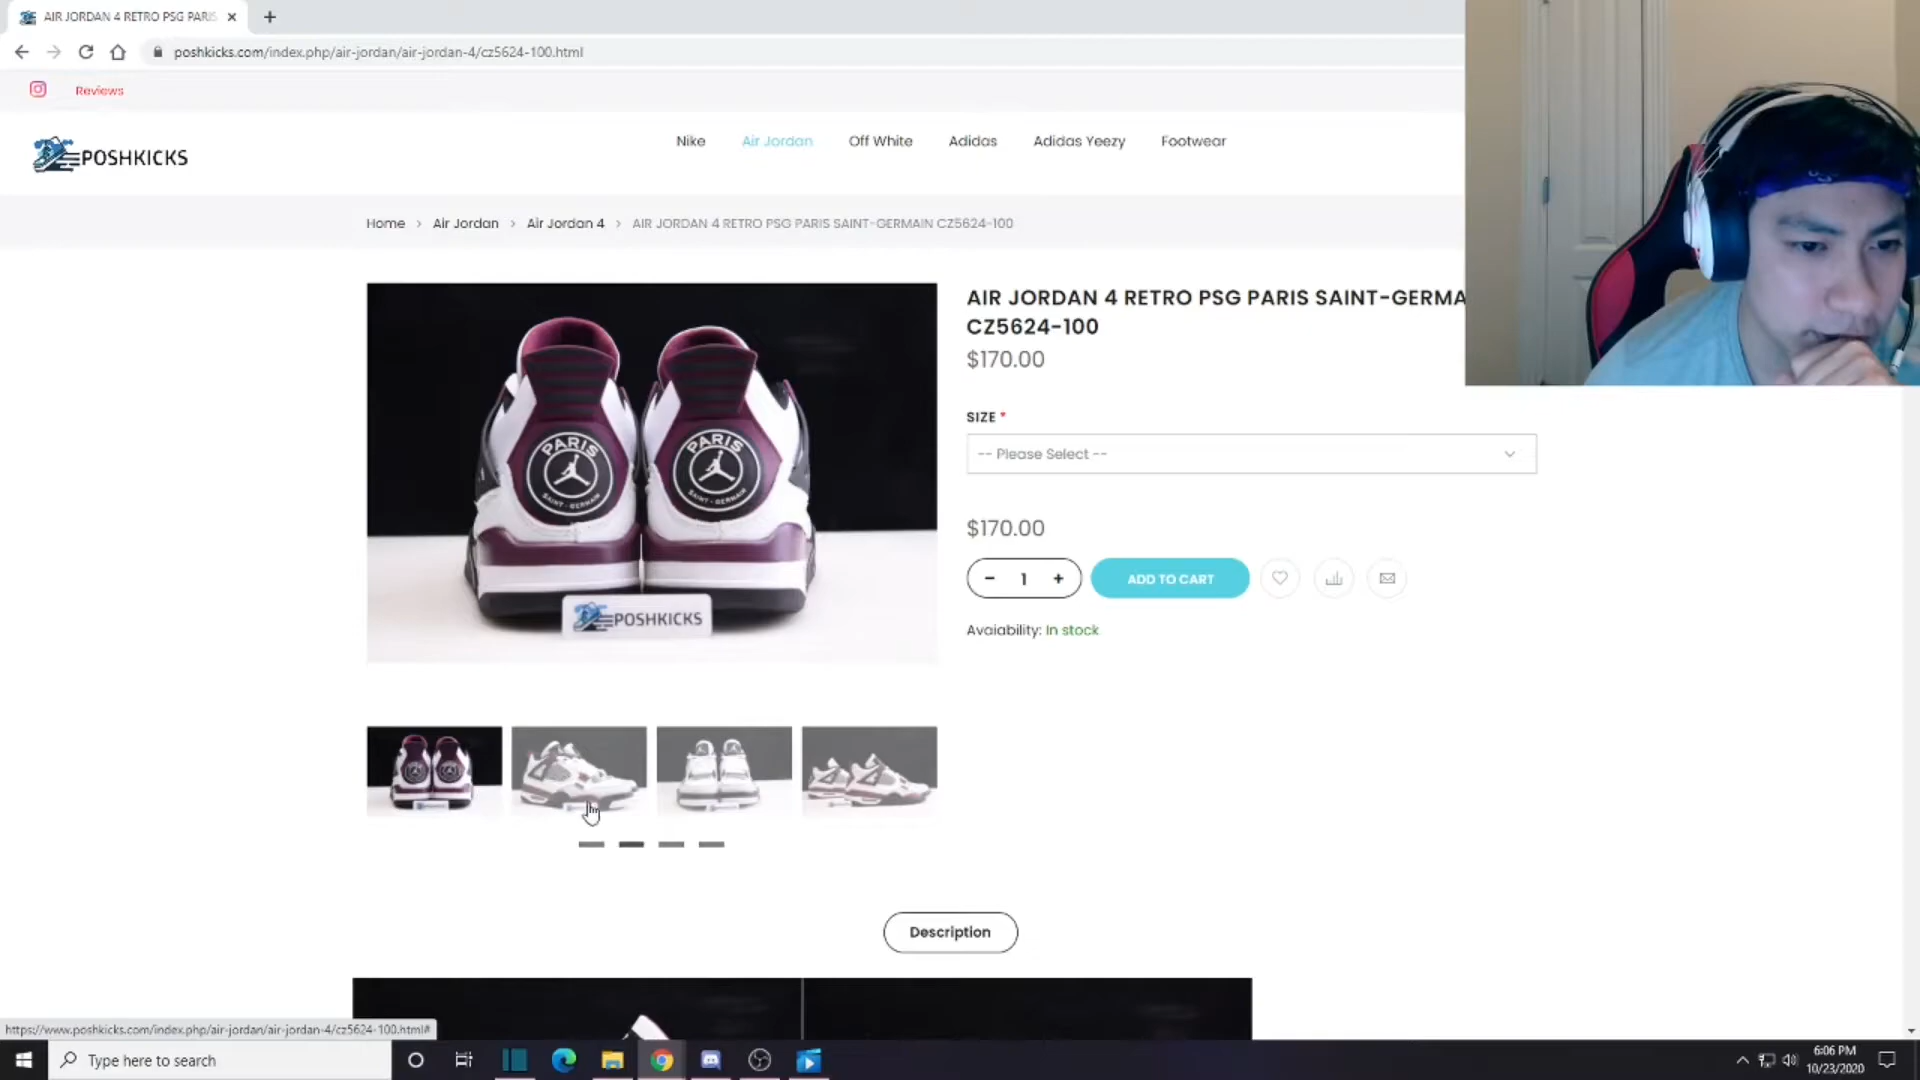 AIR JORDAN 4 RETRO PSG PARIS
poshkicks.com/index.php/air-jordan/air-jordan-4/cz5624-100.html
Reviews
POSHKICKS
Nike
Air Jordan
Off White
Adidas
Adidas Yeezy
Footwear
Home > Air Jordan > Air Jordan 4 > AIR JORDAN 4 RETRO PSG PARIS SAINT-GERMAIN CZ5624-100
AIR JORDAN 4 RETRO PSG PARIS SAINT-GERMA
CZ5624-100
$170.00
SIZE *
-- Please Select --
$170.00
- 1 +
ADD TO CART
Avaiability: In stock
PARIS
SAINT-GERMAIN
PARIS
SAINT-GERMAIN
POSHKICKS
Description
https://www.poshkicks.com/index.php/air-jordan/air-jordan-4/cz5624-100.html#
Type here to search
6:06 PM
10/23/2020